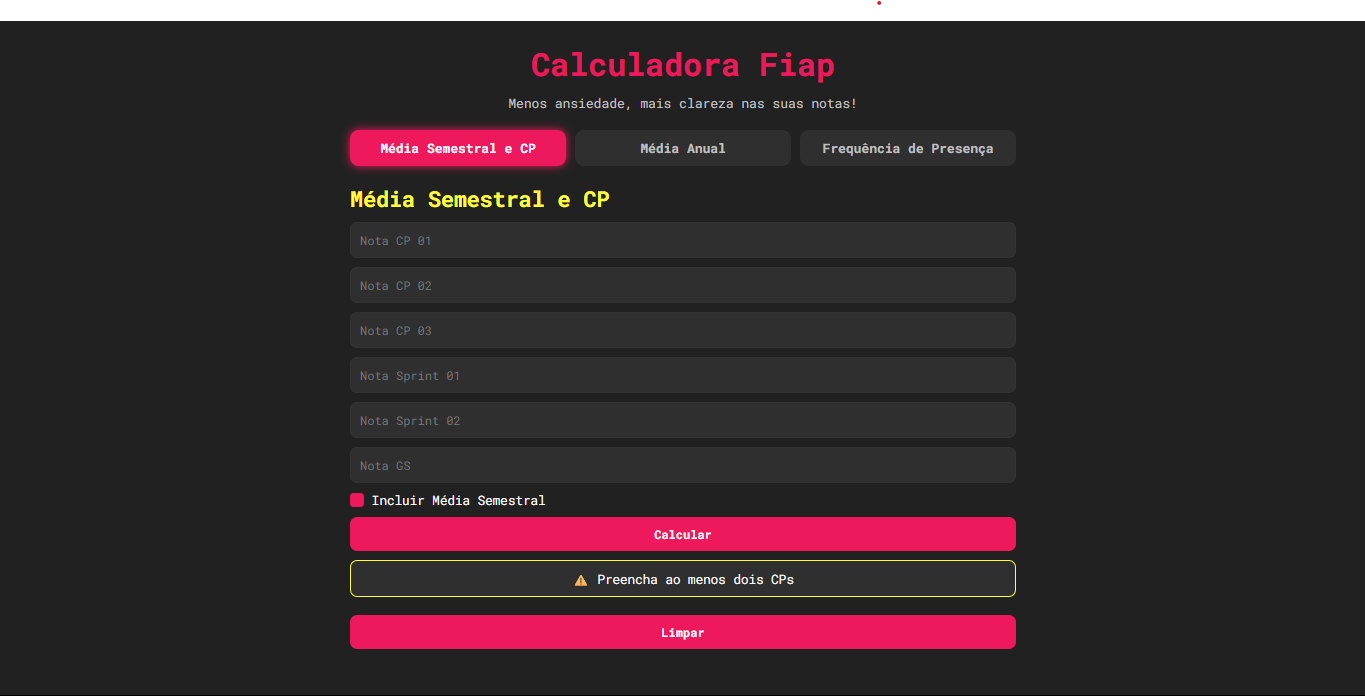 Calculadora Fiap
Menos ansiedade, mais clareza nas suas notas!
Média Semestral e CP
Média Anual
Frequência de Presença
Média Semestral e CP
Nota CP 01
Nota CP 02
Nota CP 03
Nota Sprint 01
Nota Sprint 02
Nota GS
Incluir Média Semestral
Calcular
⚠️ Preencha ao menos dois CPs
Limpar